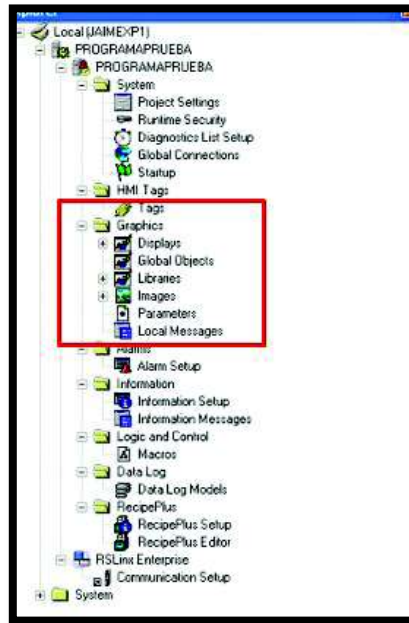 Local (JAIMEXP1)
PROGRAMAPRUEBA
PROGRAMAPRUEBA
System
Project Settings
Runtime Security
Diagnostics List Setup
Global Connections
Startup
HMI Tags
Tags
Graphics
Displays
Global Objects
Libraries
Images
Parameters
Local Messages
Alarms
Alarm Setup
Information
Information Setup
Information Messages
Logic and Control
Macros
Data Log
Data Log Models
RecipePlus
RecipePlus Setup
RecipePlus Editor
RSLinx Enterprise
Communication Setup
System